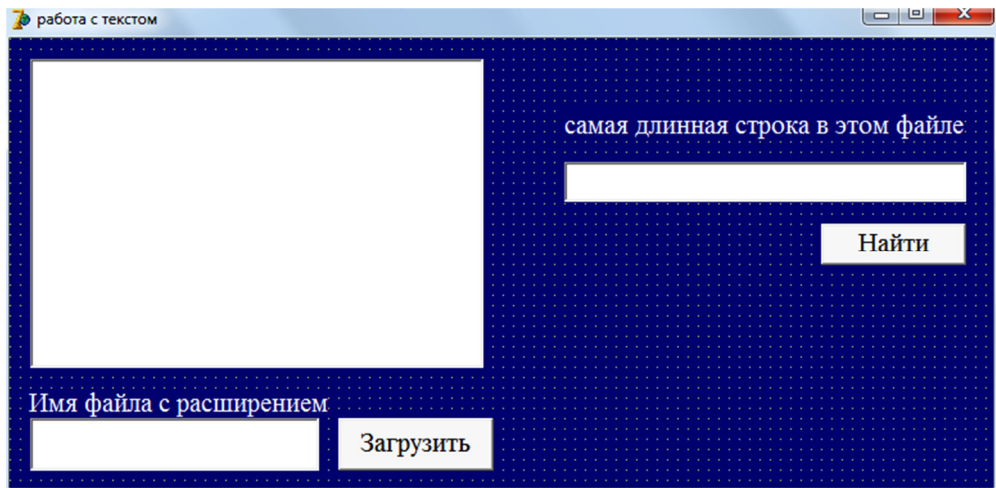 работа с текстом
самая длинная строка в этом файле
Найти
Имя файла с расширением
Загрузить